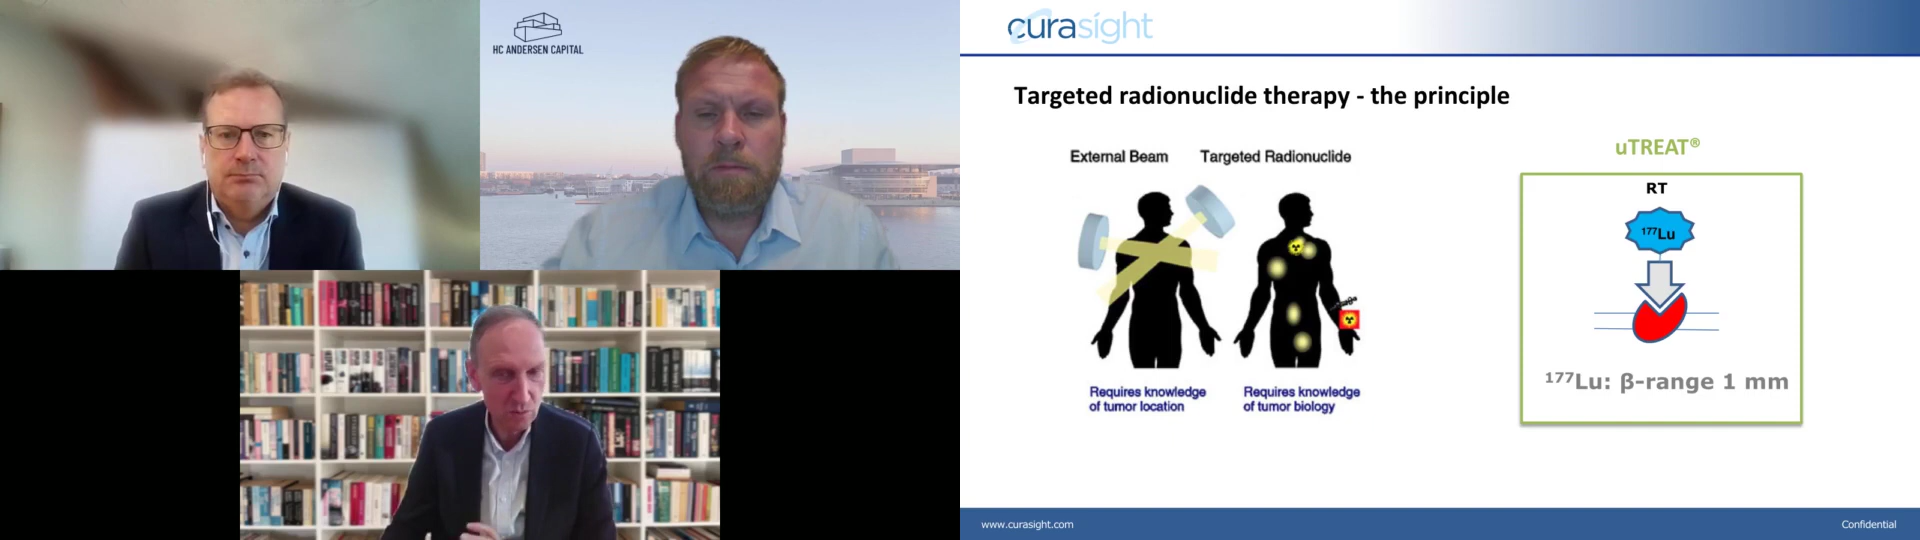 HC ANDERSEN CAPITAL
curasight
Targeted radionuclide therapy - the principle
External Beam
Targeted Radionuclide
Requires knowledge
of tumor location
Requires knowledge
of tumor biology
uTREAT®
RT
¹⁷⁷Lu
¹⁷⁷Lu: β-range 1 mm
www.curasight.com
Confidential